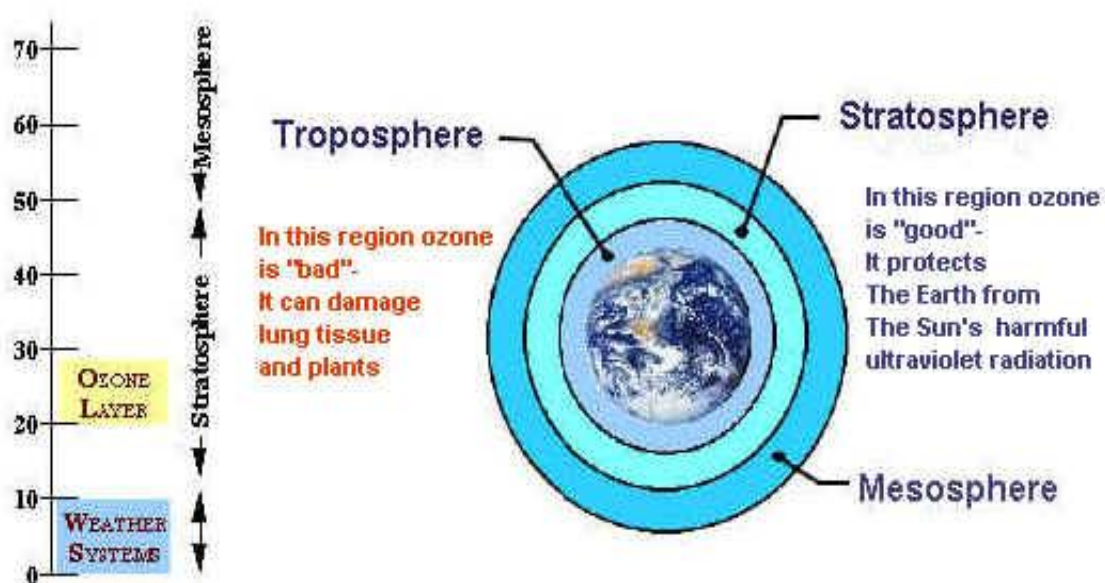 70
60
50
40
30
20
10
0
OZONE
LAYER
WEATHER
SYSTEMS
Mesosphere
Stratosphere
Troposphere
In this region ozone
is "bad"-
It can damage
lung tissue
and plants
Stratosphere
In this region ozone
is "good"-
It protects
The Earth from
The Sun's harmful
ultraviolet radiation
Mesosphere